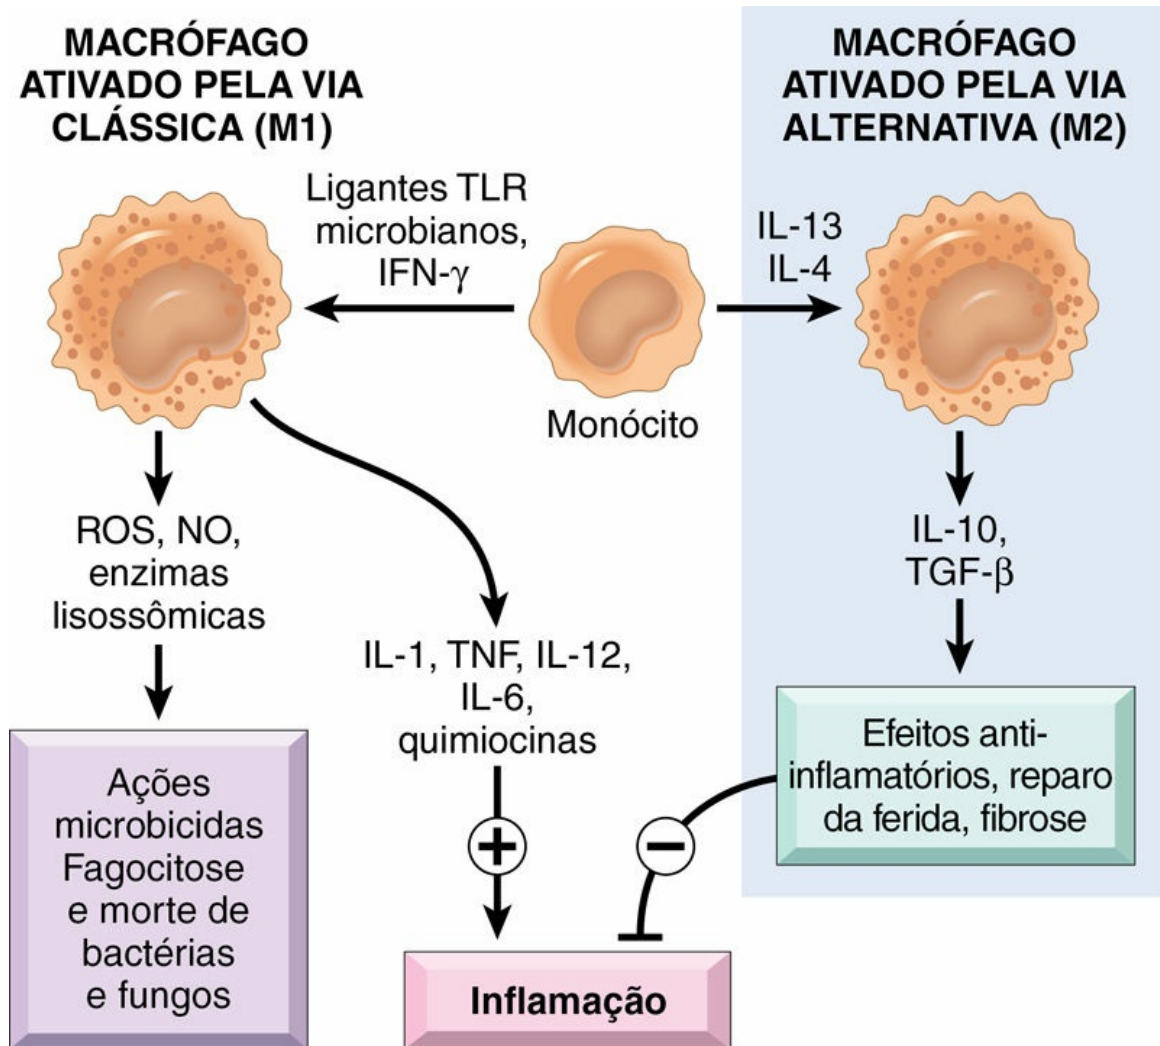 MACRÓFAGO
ATIVADO PELA VIA
CLÁSSICA (M1)
Ligantes TLR
microbianos,
IFN-γ
Monócito
MACRÓFAGO
ATIVADO PELA VIA
ALTERNATIVA (M2)
IL-13
IL-4
ROS, NO,
enzimas
lisossômicas
IL-1, TNF, IL-12,
IL-6,
quimiocinas
IL-10,
TGF-β
Ações
microbicidas
Fagocitose
e morte de
bactérias
e fungos
+
−
Efeitos anti-
inflamatórios, reparo
da ferida, fibrose
Inflamação